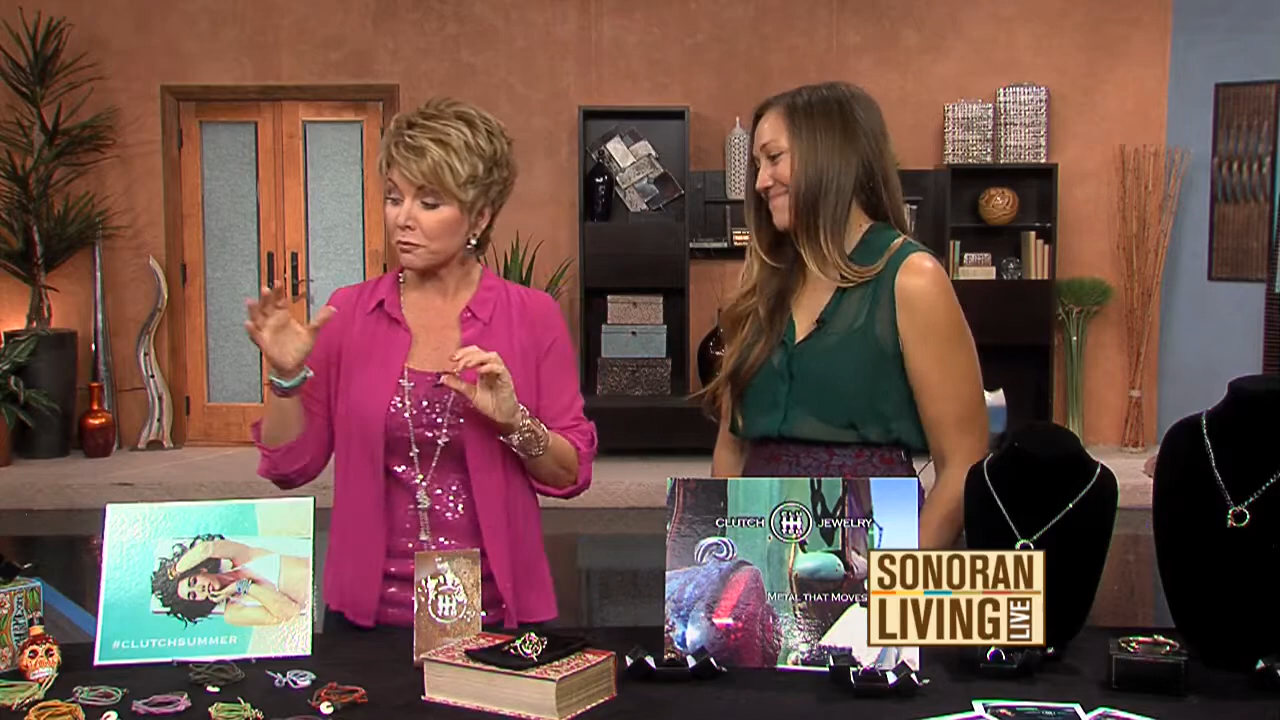 CLUTCH JEWELRY
METAL THAT MOVES
#CLUTCHSUMMER
SONORAN
LIVING LIVE